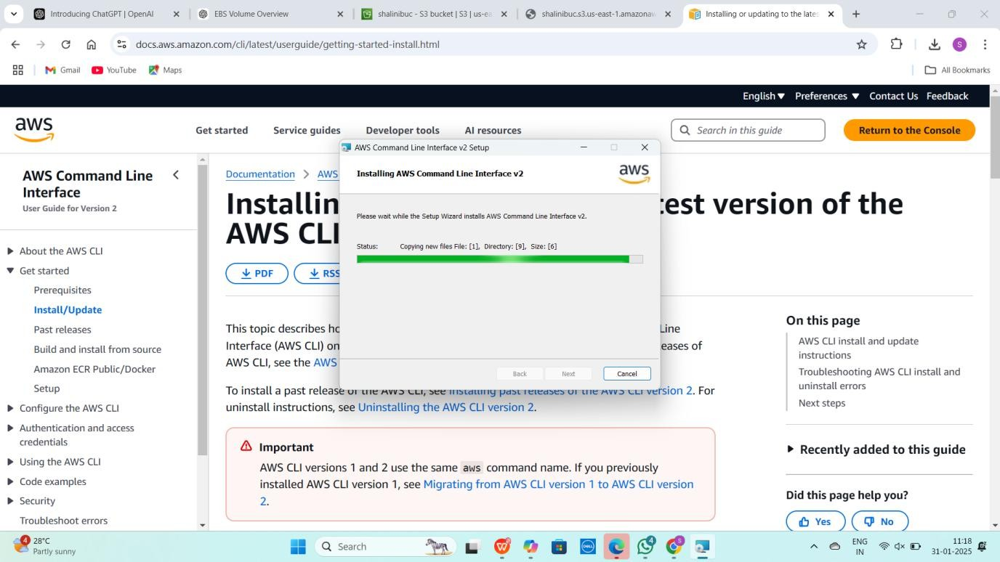 Introducing ChatGPT | OpenAI
EBS Volume Overview
shalinibuc - S3 bucket | S3 | us-ea
shalinibuc.s3.us-east-1.amazonaw
Installing or updating to the lates
docs.aws.amazon.com/cli/latest/userguide/getting-started-install.html
S
Gmail
YouTube
Maps
All Bookmarks
English
Preferences
Contact Us
Feedback
aws
Get started
Service guides
Developer tools
AI resources
Search in this guide
Return to the Console
AWS Command Line
Interface
User Guide for Version 2
About the AWS CLI
Get started
Prerequisites
Install/Update
Past releases
Build and install from source
Amazon ECR Public/Docker
Setup
Configure the AWS CLI
Authentication and access
credentials
Using the AWS CLI
Code examples
Security
Troubleshoot errors
Documentation
AWS
Installin
test version of the
AWS CLI
PDF
RSS
This topic describes ho
Line
Interface (AWS CLI) on
eases of
AWS CLI, see the AWS
To install a past release of the AWS CLI, see Installing past releases of the AWS CLI version 2. For
uninstall instructions, see Uninstalling the AWS CLI version 2.
Important
AWS CLI versions 1 and 2 use the same aws command name. If you previously
installed AWS CLI version 1, see Migrating from AWS CLI version 1 to AWS CLI version
2.
AWS Command Line Interface v2 Setup
Installing AWS Command Line Interface v2
aws
Please wait while the Setup Wizard installs AWS Command Line Interface v2.
Status: Copying new files File: [1], Directory: [9], Size: [6]
Back
Next
Cancel
On this page
AWS CLI install and update
instructions
Troubleshooting AWS CLI install and
uninstall errors
Next steps
Recently added to this guide
Did this page help you?
Yes
No
4
28°C
Partly sunny
Search
DELL
4
S
ENG
IN
11:18
31-01-2025